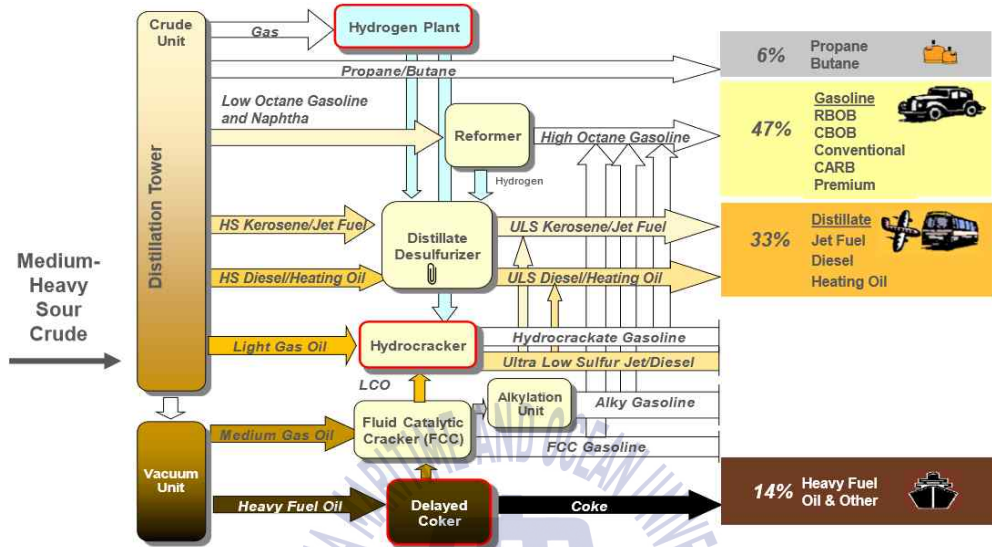 Crude
Unit
Distillation Tower
Gas
Hydrogen Plant
Propane/Butane
Low Octane Gasoline
and Naphtha
Reformer
High Octane Gasoline
Hydrogen
HS Kerosene/Jet Fuel
Distillate
Desulfurizer
ULS Kerosene/Jet Fuel
HS Diesel/Heating Oil
ULS Diesel/Heating Oil
Medium-
Heavy
Sour
Crude
Light Gas Oil
Hydrocracker
Hydrocrackate Gasoline
Ultra Low Sulfur Jet/Diesel
LCO
Alkylation
Unit
Alky Gasoline
Medium Gas Oil
Fluid Catalytic
Cracker (FCC)
FCC Gasoline
Vacuum
Unit
Heavy Fuel Oil
Delayed
Coker
Coke
6%
Propane
Butane
47%
Gasoline
RBOB
CBOB
Conventional
CARB
Premium
33%
Distillate
Jet Fuel
Diesel
Heating Oil
14%
Heavy Fuel
Oil & Other
MARITIME AND OCEAN